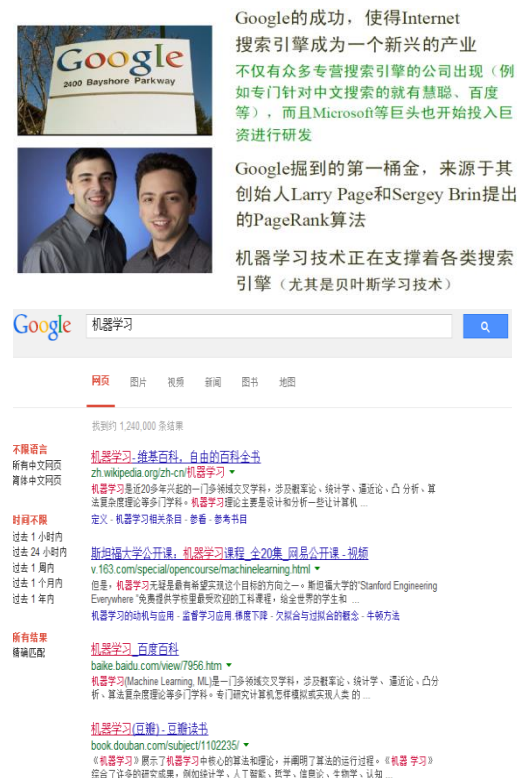 Google
2400 Bayshore Parkway
Google的成功，使得Internet
搜索引擎成为一个新兴的产业
不仅有众多专营搜索引擎的公司出现（例
如专门针对中文搜索的就有慧聪、百度
等），而且Microsoft等巨头也开始投入巨
资进行研发
Google掘到的第一桶金，来源于其
创始人Larry Page和Sergey Brin提出
的PageRank算法
机器学习技术正在支撑着各类搜索
引擎（尤其是贝叶斯学习技术）
Google 机器学习
网页 图片 视频 新闻 图书 地图
找到约 1,240,000 条结果
不限语言
所有中文网页
简体中文网页
时间不限
过去 1 小时内
过去 24 小时内
过去 1 周内
过去 1 个月内
过去 1 年内
所有结果
精确匹配
机器学习- 维基百科，自由的百科全书
zh.wikipedia.org/zh-cn/机器学习
机器学习是近20多年兴起的一门多领域交叉学科，涉及概率论、统计学、逼近论、凸 分析、算
法复杂度理论等多门学科。机器学习理论主要是设计和分析一些让计算机 ...
定义 - 机器学习相关条目 - 参看 - 参考书目
斯坦福大学公开课：机器学习课程_全20集_网易公开课 - 视频
v.163.com/special/opencourse/machinelearning.html
但是，机器学习无疑是最有希望实现这个目标的方向之一。斯坦福大学的“Stanford Engineering
Everywhere ”免费提供学校里最受欢迎的工科课程，给全世界的学生和 ...
机器学习的动机与应用 - 监督学习应用.梯度下降 - 欠拟合与过拟合的概念 - 牛顿方法
机器学习_百度百科
baike.baidu.com/view/7956.htm
机器学习(Machine Learning, ML)是一门多领域交叉学科，涉及概率论、统计学、 逼近论、凸分
析、算法复杂度理论等多门学科。专门研究计算机怎样模拟或实现人类 的 ...
机器学习(豆瓣) - 豆瓣读书
book.douban.com/subject/1102235/
《机器学习》展示了机器学习中核心的算法和理论，并阐明了算法的运行过程。《机器 学习》
综合了许多的研究成果，例如统计学、人工智能、哲学、信息论、生物学、认知 ...